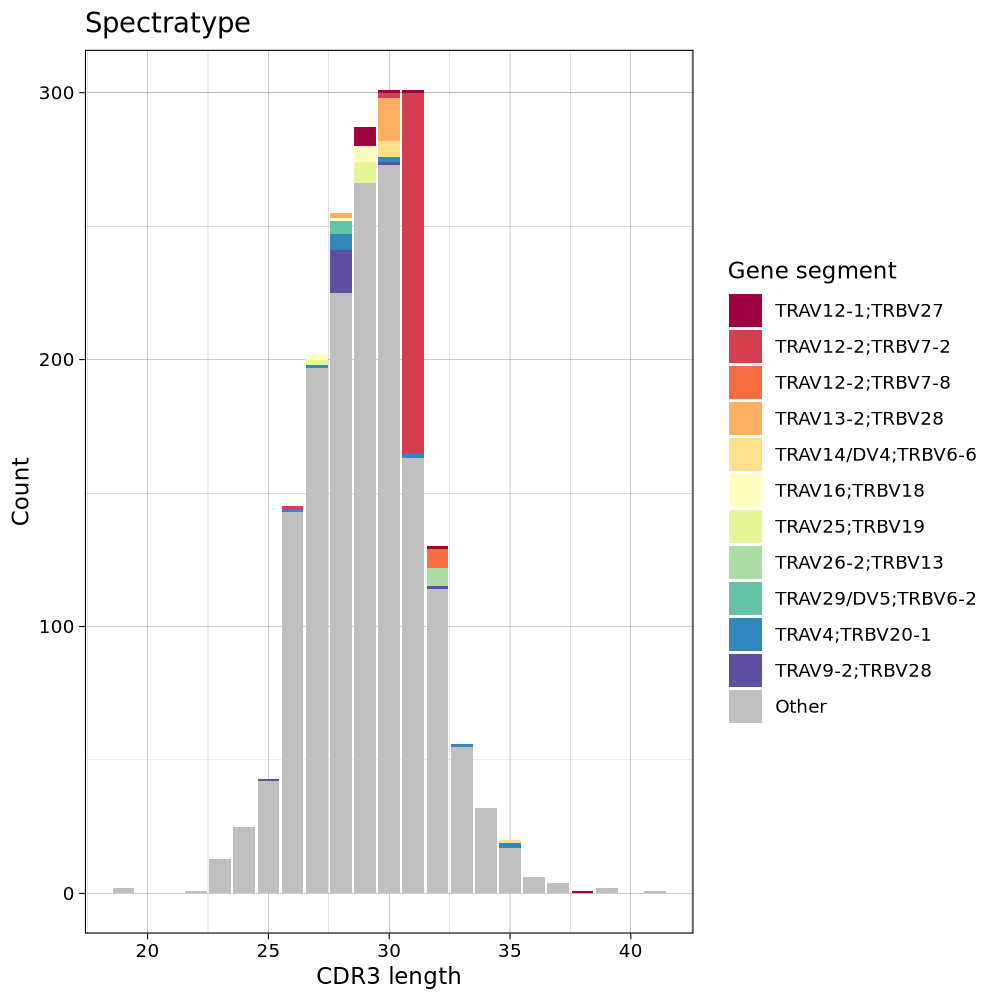 Spectratype
300
200
100
0
Count
20 25 30 35 40
CDR3 length
Gene segment
TRAV12-1;TRBV27
TRAV12-2;TRBV7-2
TRAV12-2;TRBV7-8
TRAV13-2;TRBV28
TRAV14/DV4;TRBV6-6
TRAV16;TRBV18
TRAV25;TRBV19
TRAV26-2;TRBV13
TRAV29/DV5;TRBV6-2
TRAV4;TRBV20-1
TRAV9-2;TRBV28
Other